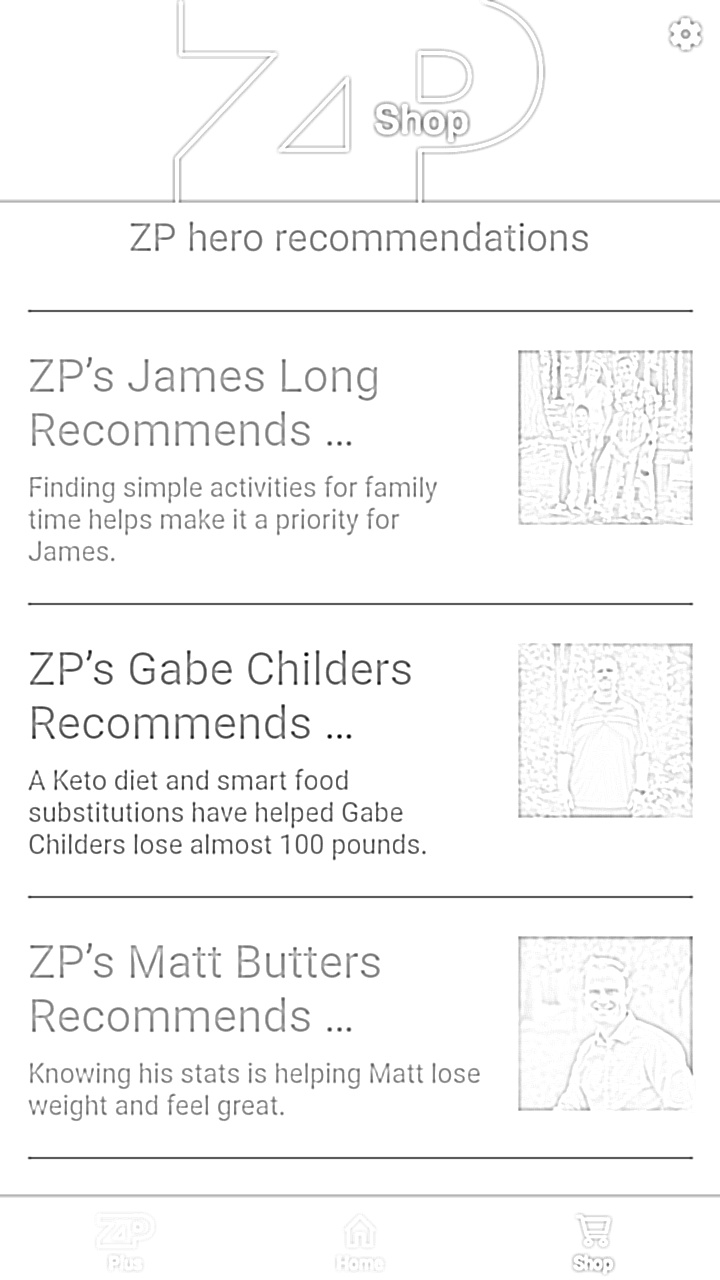 ZP
Shop
ZP hero recommendations
ZP’s James Long
Recommends ...
Finding simple activities for family
time helps make it a priority for
James.
ZP’s Gabe Childers
Recommends ...
A Keto diet and smart food
substitutions have helped Gabe
Childers lose almost 100 pounds.
ZP’s Matt Butters
Recommends ...
Knowing his stats is helping Matt lose
weight and feel great.
ZP
Plus
Home
Shop